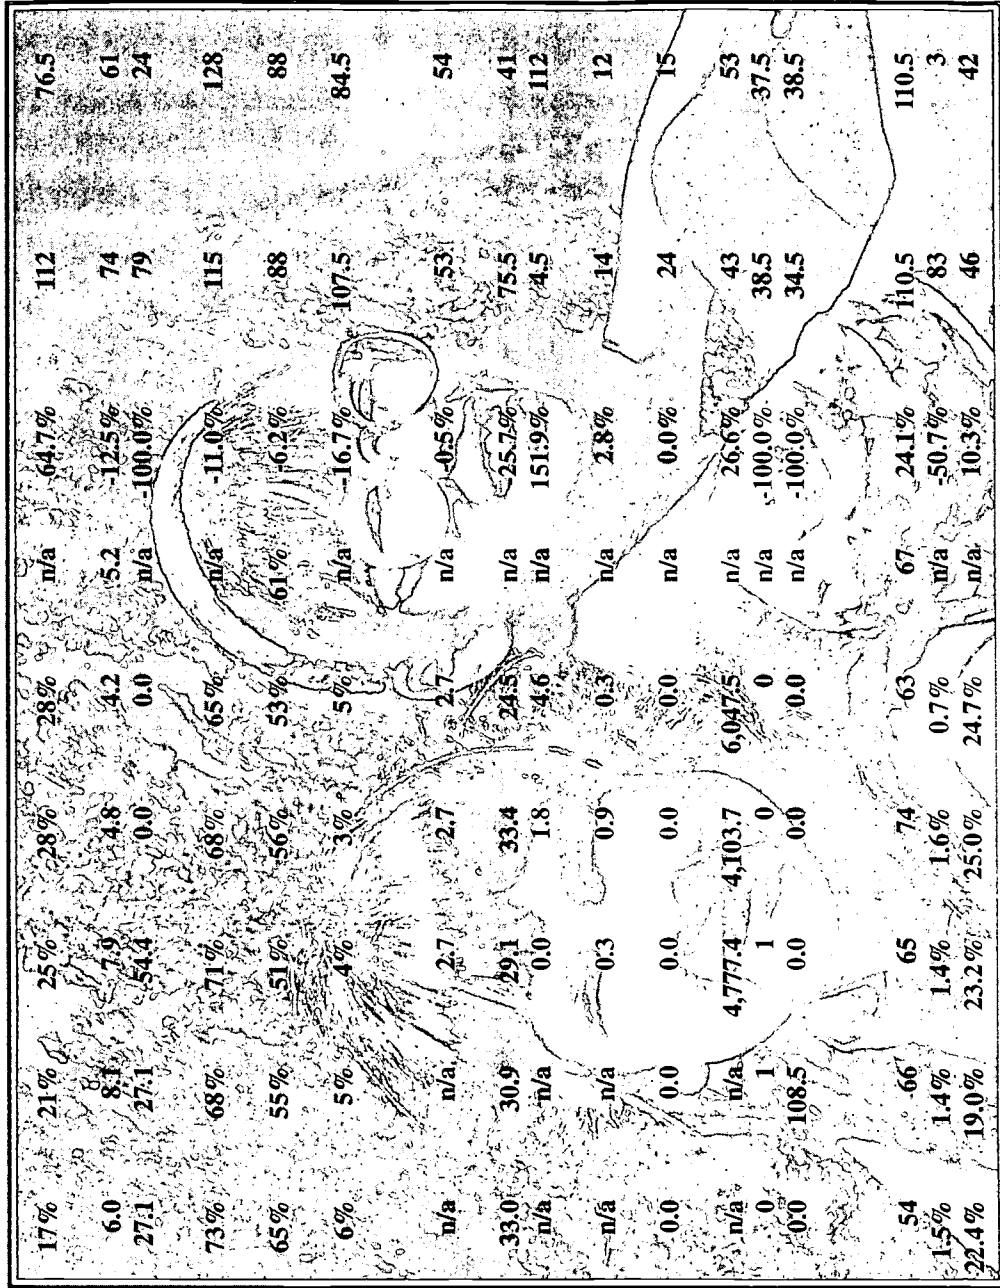 17% 21% 25% 28% 28% n/a -64.7% 112 76.5
6.0 8.1 7.9 4.8 4.2 5.2 -12.5% 74 61
27.1 27.1 54.4 0.0 0.0 n/a -100.0% 79 24
73% 68% 71% 68% 65% n/a -11.0% 115 128
65% 55% 51% 56% 53% 61% -6.2% 88 88
6% 5% 4% 3% 5% n/a -16.7% 107.5 84.5
n/a n/a 2.7 2.7 2.7 n/a -0.5% 53 54
33.0 30.9 29.1 33.4 24.5 n/a -25.7% 75.5 41
n/a n/a 0.0 1.8 4.6 n/a 151.9% 4.5 112
n/a n/a 0.3 0.9 0.3 n/a 2.8% 14 12
0.0 0.0 0.0 0.0 0.0 n/a 0.0% 24 15
n/a n/a 4,777.4 4,103.7 6,047.5 n/a 26.6% 43 53
0 1 1 0 0 n/a -100.0% 38.5 37.5
0.0 108.5 0.0 0.0 0.0 n/a -100.0% 34.5 38.5
54 66 65 74 63 67 24.1% 110.5 110.5
1.5% 1.4% 1.4% 1.6% 0.7% n/a -50.7% 83 3
22.4% 19.0% 23.2% 25.0% 24.7% n/a 10.3% 46 42